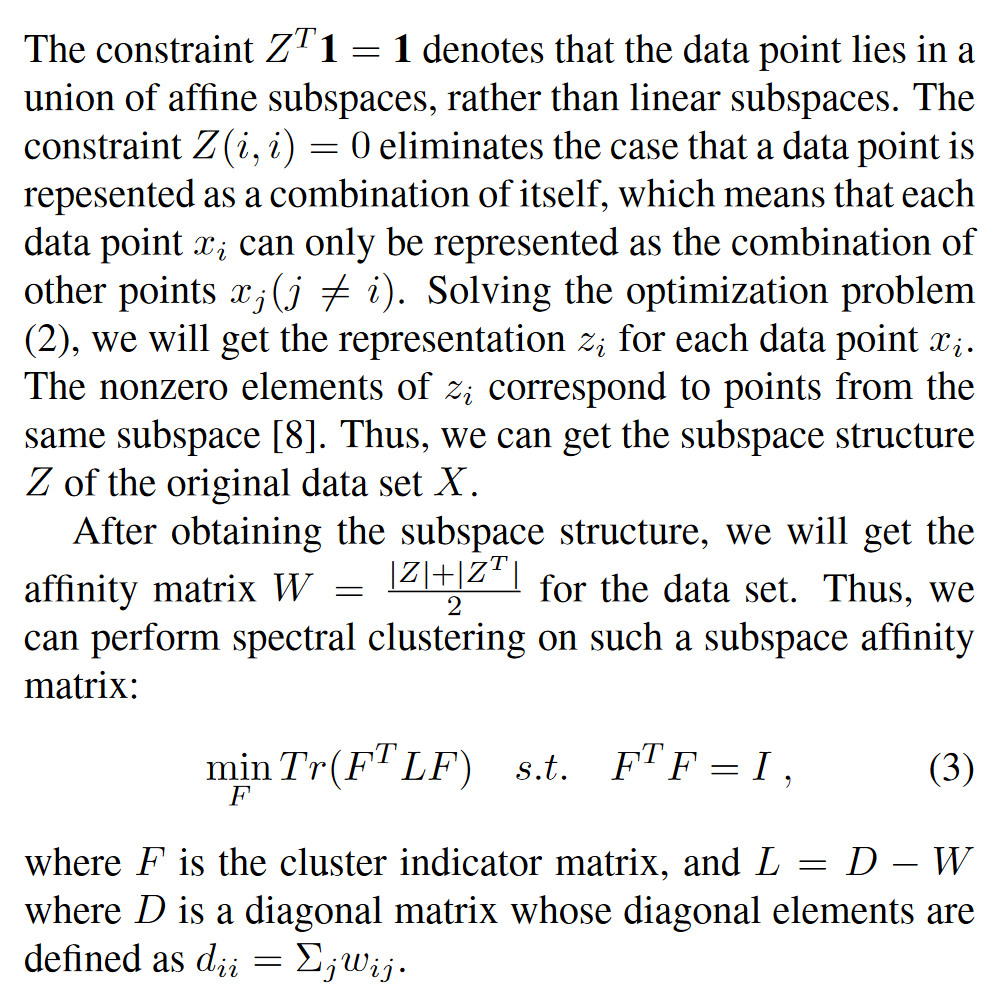 The constraint Z^T 1 = 1 denotes that the data point lies in a
union of affine subspaces, rather than linear subspaces. The
constraint Z(i, i) = 0 eliminates the case that a data point is
repesented as a combination of itself, which means that each
data point x_i can only be represented as the combination of
other points x_j(j ≠ i). Solving the optimization problem
(2), we will get the representation z_i for each data point x_i.
The nonzero elements of z_i correspond to points from the
same subspace [8]. Thus, we can get the subspace structure
Z of the original data set X.
After obtaining the subspace structure, we will get the
affinity matrix W = \frac{|Z|+|Z^T|}{2} for the data set. Thus, we
can perform spectral clustering on such a subspace affinity
matrix:
\min_F Tr(F^T LF) s.t. F^T F = I , (3)
where F is the cluster indicator matrix, and L = D − W
where D is a diagonal matrix whose diagonal elements are
defined as d_{ii} = Σ_j w_{ij}.